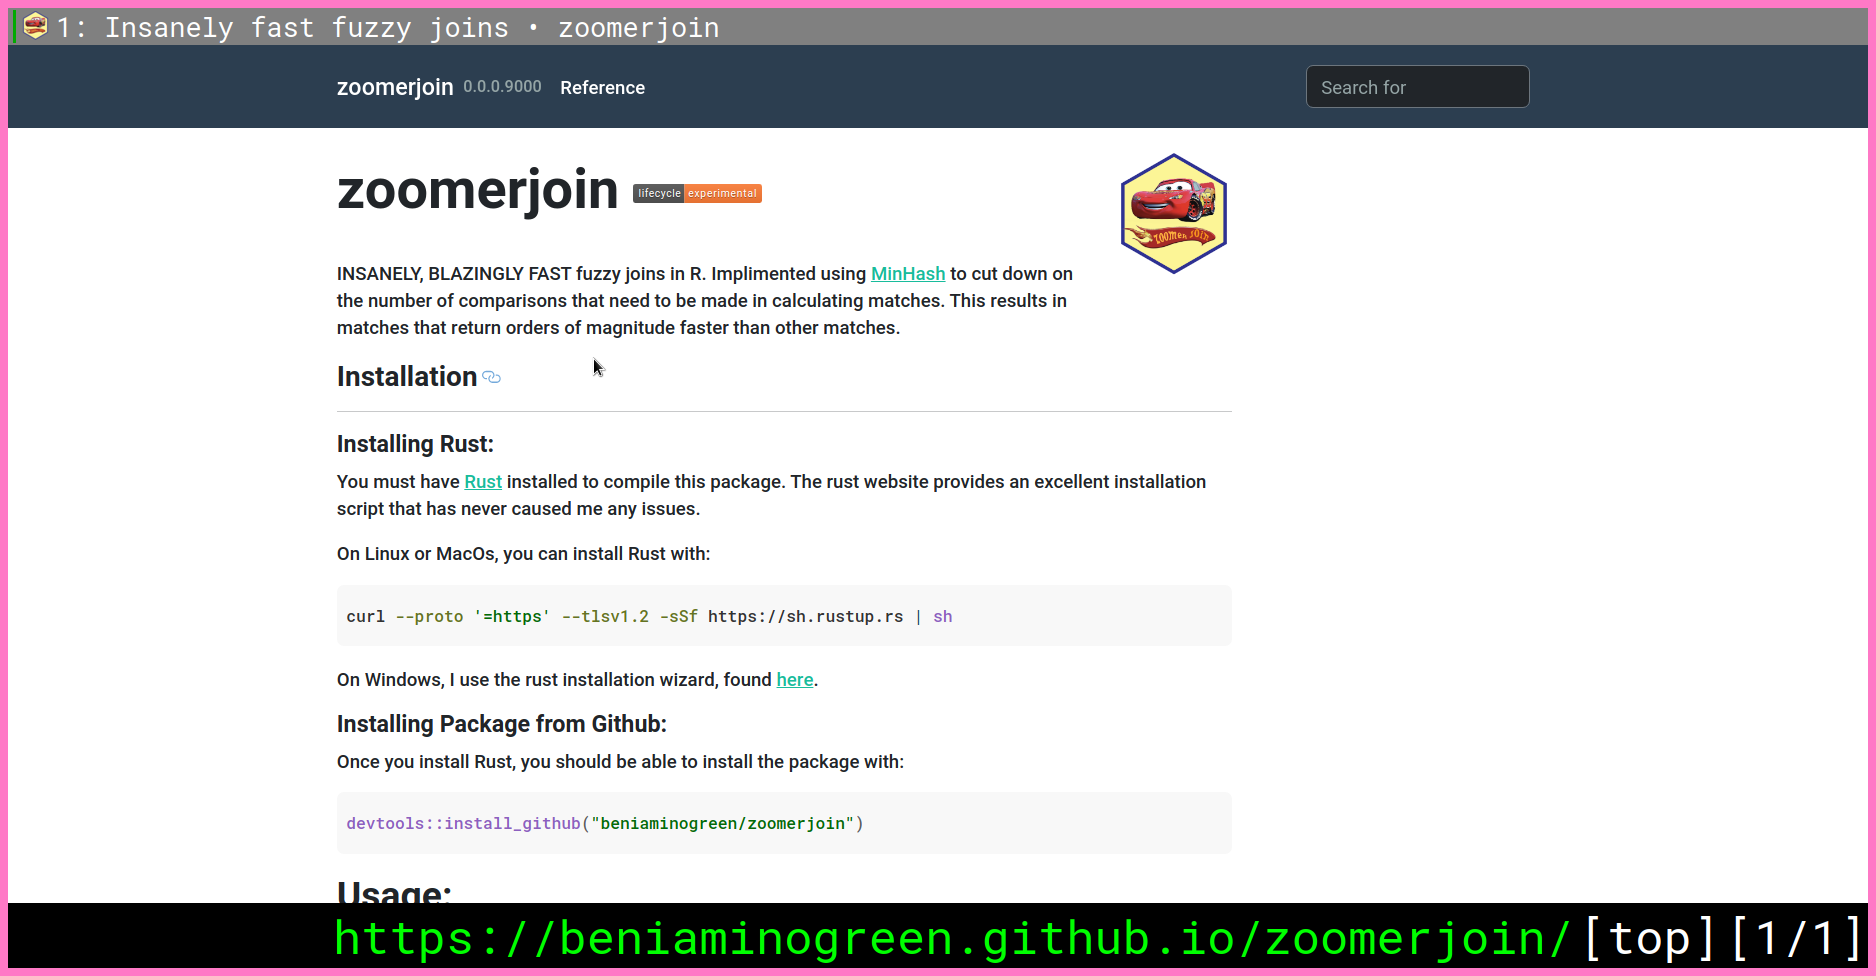 1: Insanely fast fuzzy joins • zoomerjoin
zoomerjoin 0.0.0.9000 Reference Search for
zoomerjoin lifecycle experimental
ZOOMER JOIN
INSANELY, BLAZINGLY FAST fuzzy joins in R. Implimented using MinHash to cut down on
the number of comparisons that need to be made in calculating matches. This results in
matches that return orders of magnitude faster than other matches.
Installation
Installing Rust:
You must have Rust installed to compile this package. The rust website provides an excellent installation
script that has never caused me any issues.
On Linux or MacOs, you can install Rust with:
curl --proto '=https' --tlsv1.2 -sSf https://sh.rustup.rs | sh
On Windows, I use the rust installation wizard, found here.
Installing Package from Github:
Once you install Rust, you should be able to install the package with:
devtools::install_github("beniaminogreen/zoomerjoin")
Usage:
https://beniaminogreen.github.io/zoomerjoin/[top][1/1]